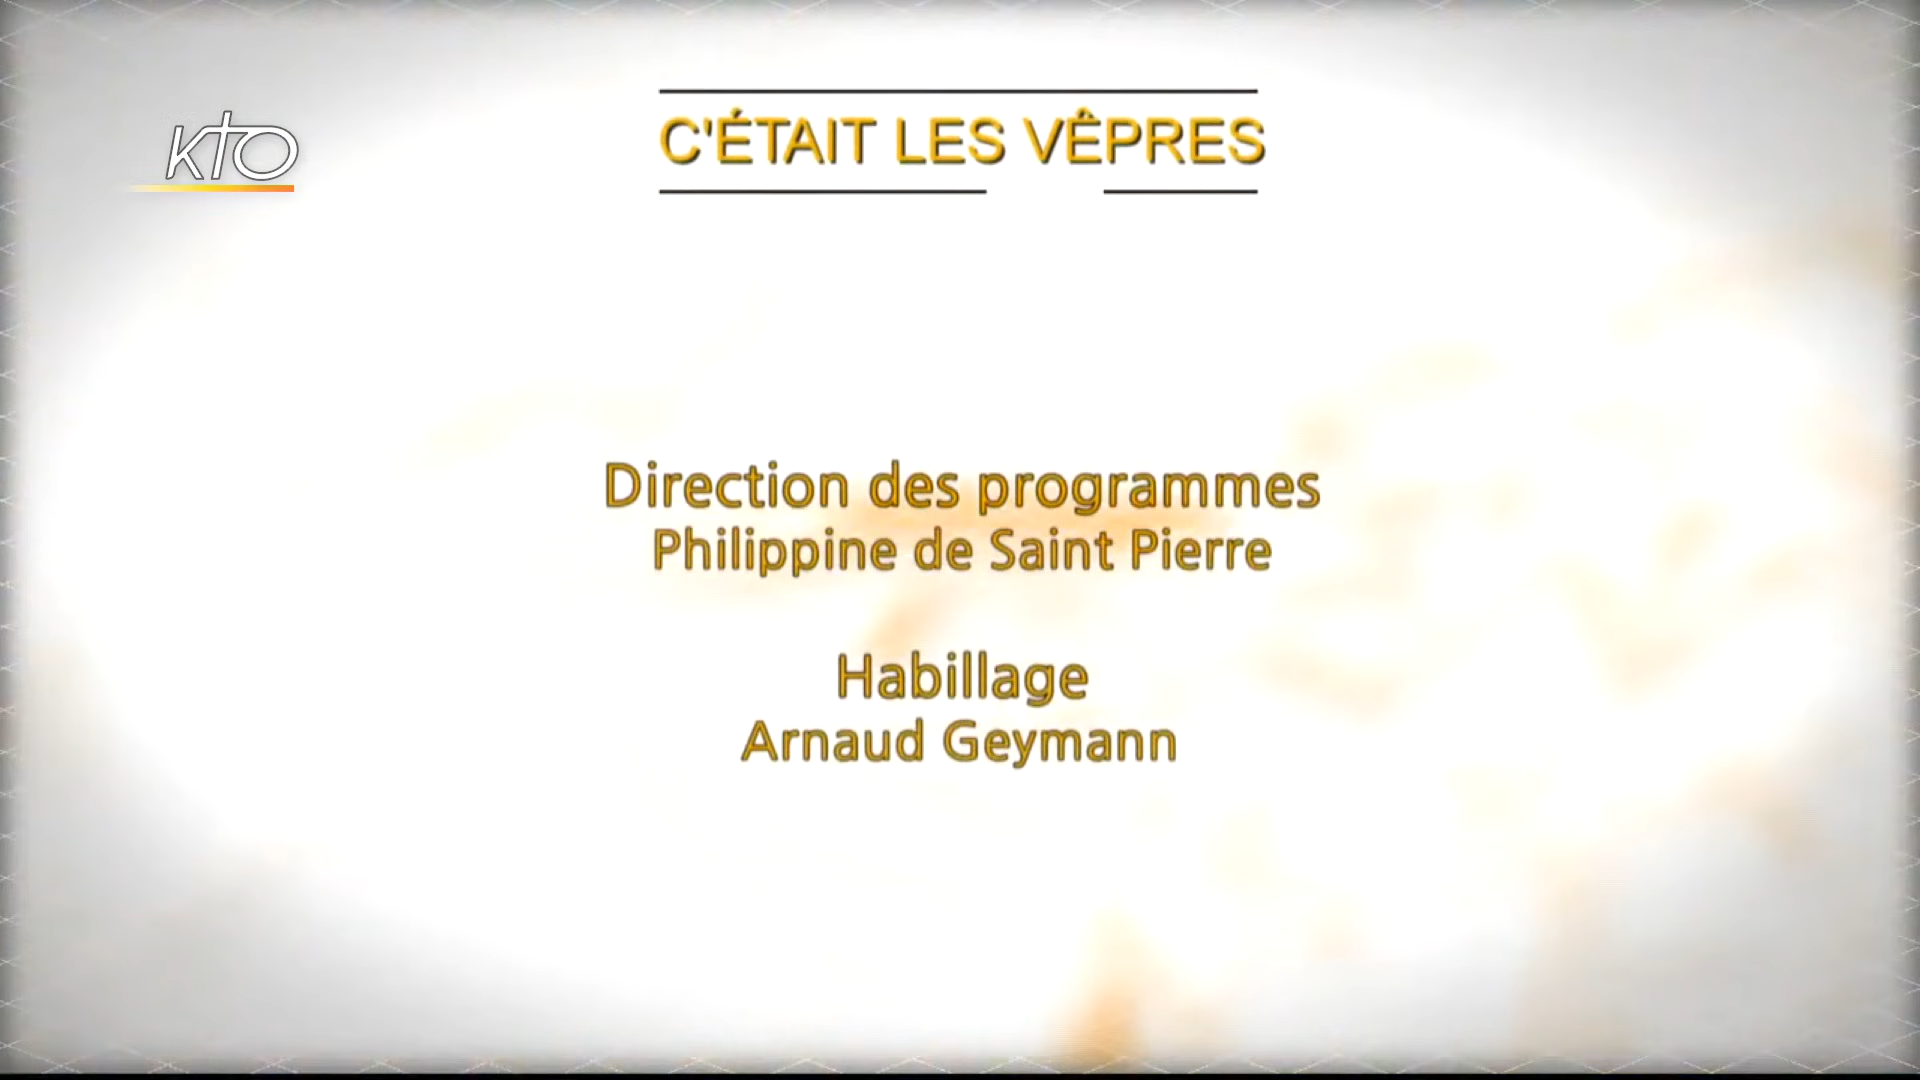 KTO
C'ÉTAIT LES VÊPRES
Direction des programmes
Philippine de Saint Pierre
Habillage
Arnaud Geymann